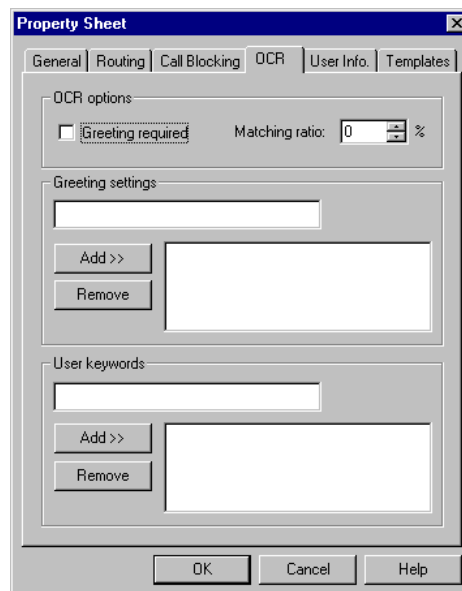 Property Sheet
General Routing Call Blocking OCR User Info. Templates
OCR options
Greeting required Matching ratio: 0 %
Greeting settings
Add >>
Remove
User keywords
Add >>
Remove
OK Cancel Help